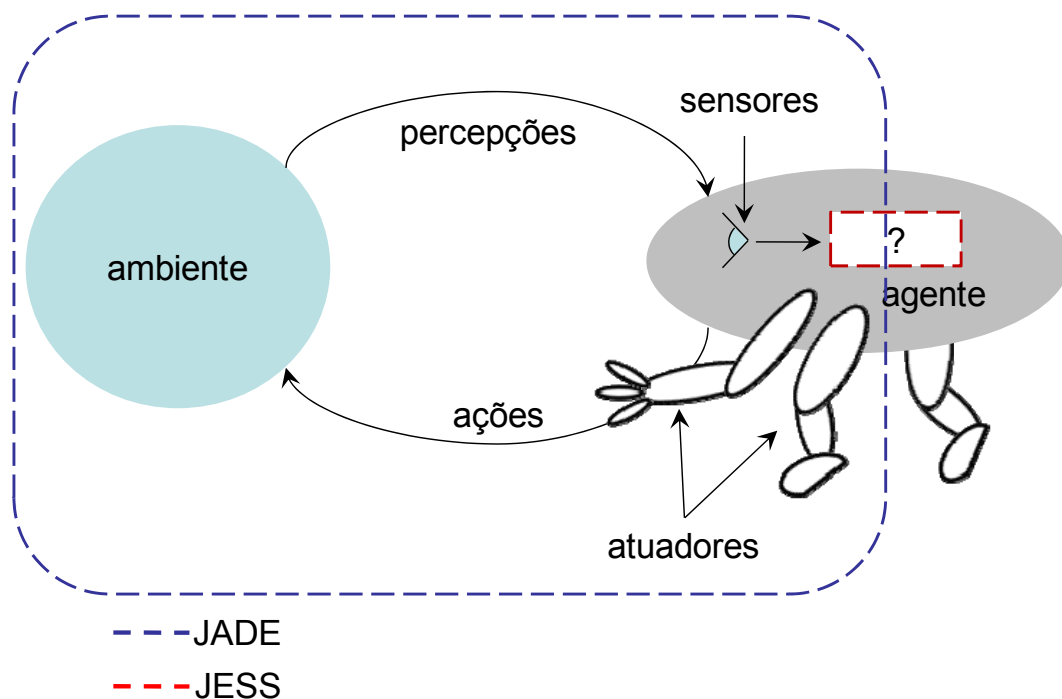 sensores
percepções
?
ambiente
agente
ações
atuadores
JADE
JESS